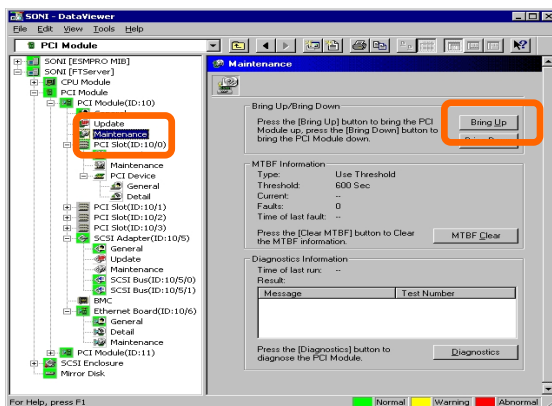 SONI - DataViewer
File Edit View Tools Help
PCI Module
SONI [ESMPRO MIB]
SONI [FTServer]
CPU Module
PCI Module
PCI Module(ID:10)
General
Update
Maintenance
PCI Slot(ID:10/0)
Maintenance
PCI Device
General
Detail
PCI Slot(ID:10/1)
PCI Slot(ID:10/2)
PCI Slot(ID:10/3)
SCSI Adapter(ID:10/5)
General
Update
Maintenance
SCSI Bus(ID:10/5/0)
SCSI Bus(ID:10/5/1)
BMC
Ethernet Board(ID:10/6)
General
Detail
Maintenance
PCI Module(ID:11)
SCSI Enclosure
Mirror Disk
Maintenance
Bring Up/Bring Down
Press the [Bring Up] button to bring the PCI
Module up, press the [Bring Down] button to
bring the PCI Module down.
Bring Up
MTBF Information
Type: Use Threshold
Threshold: 600 Sec
Current: --
Faults: 0
Time of last fault: --
Press the [Clear MTBF] button to Clear
the MTBF information.
MTBF Clear
Diagnostics Information
Time of last run: --
Result:
Message Test Number
Press the [Diagnostics] button to
diagnose the PCI Module.
Diagnostics
For Help, press F1
Normal Warning Abnormal